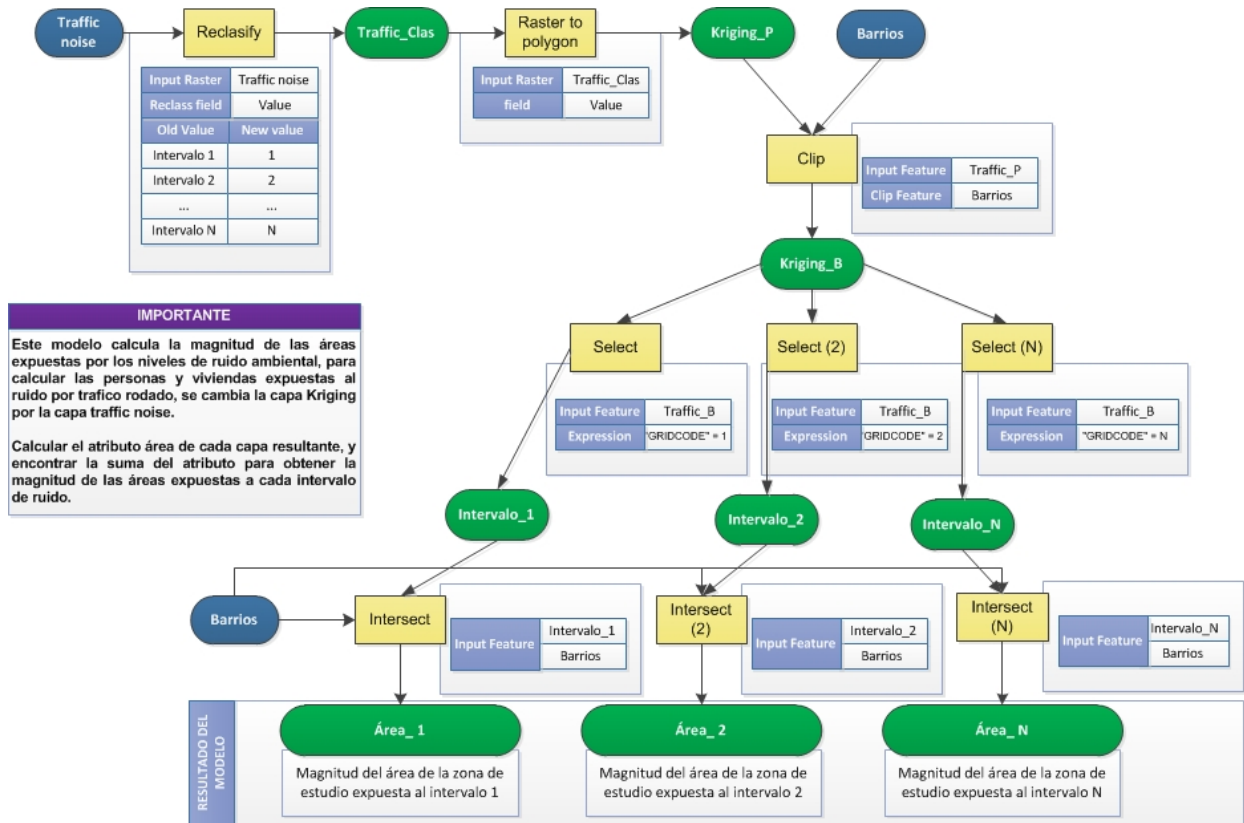 Traffic noise
Reclasify
Traffic_Clas
Raster to polygon
Kriging_P
Barrios
Input Raster Traffic noise
Reclass field Value
Old Value New value
Intervalo 1 1
Intervalo 2 2
... ...
Intervalo N N
Input Raster Traffic_Clas
field Value
Clip
Input Feature Traffic_P
Clip Feature Barrios
Kriging_B
IMPORTANTE
Este modelo calcula la magnitud de las áreas
expuestas por los niveles de ruido ambiental, para
calcular las personas y viviendas expuestas al
ruido por trafico rodado, se cambia la capa Kriging
por la capa traffic noise.
Calcular el atributo área de cada capa resultante, y
encontrar la suma del atributo para obtener la
magnitud de las áreas expuestas a cada intervalo
de ruido.
Select
Select (2)
Select (N)
Input Feature Traffic_B
Expression "GRIDCODE" = 1
Input Feature Traffic_B
Expression "GRIDCODE" = 2
Input Feature Traffic_B
Expression "GRIDCODE" = N
Intervalo_1
Intervalo_2
Intervalo_N
Barrios
Intersect
Input Feature Intervalo_1
Barrios
Intersect
(2)
Input Feature Intervalo_2
Barrios
Intersect
(N)
Input Feature Intervalo_N
Barrios
RESULTADO DEL
MODELO
Área_ 1
Magnitud del área de la zona de
estudio expuesta al intervalo 1
Área_ 2
Magnitud del área de la zona de
estudio expuesta al intervalo 2
Área_ N
Magnitud del área de la zona de
estudio expuesta al intervalo N